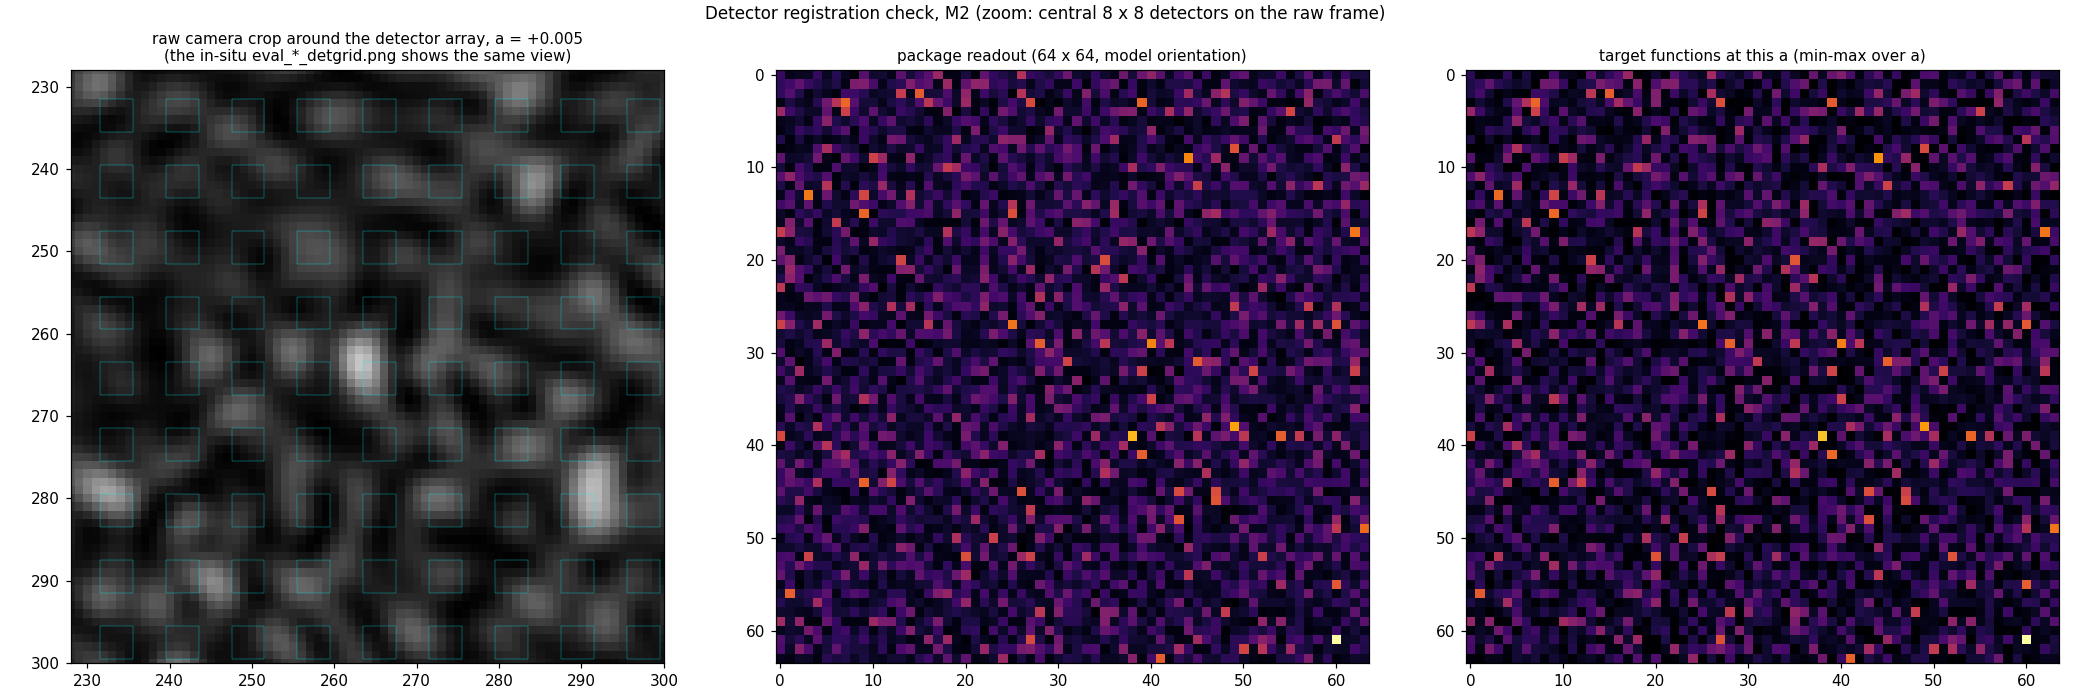 Detector registration check, M2 (zoom: central 8 x 8 detectors on the raw frame)
raw camera crop around the detector array, a = +0.005
(the in-situ eval_*_detgrid.png shows the same view)
230
240
250
260
270
280
290
300
230 240 250 260 270 280 290 300
package readout (64 x 64, model orientation)
0
10
20
30
40
50
60
0 10 20 30 40 50 60
target functions at this a (min-max over a)
0
10
20
30
40
50
60
0 10 20 30 40 50 60